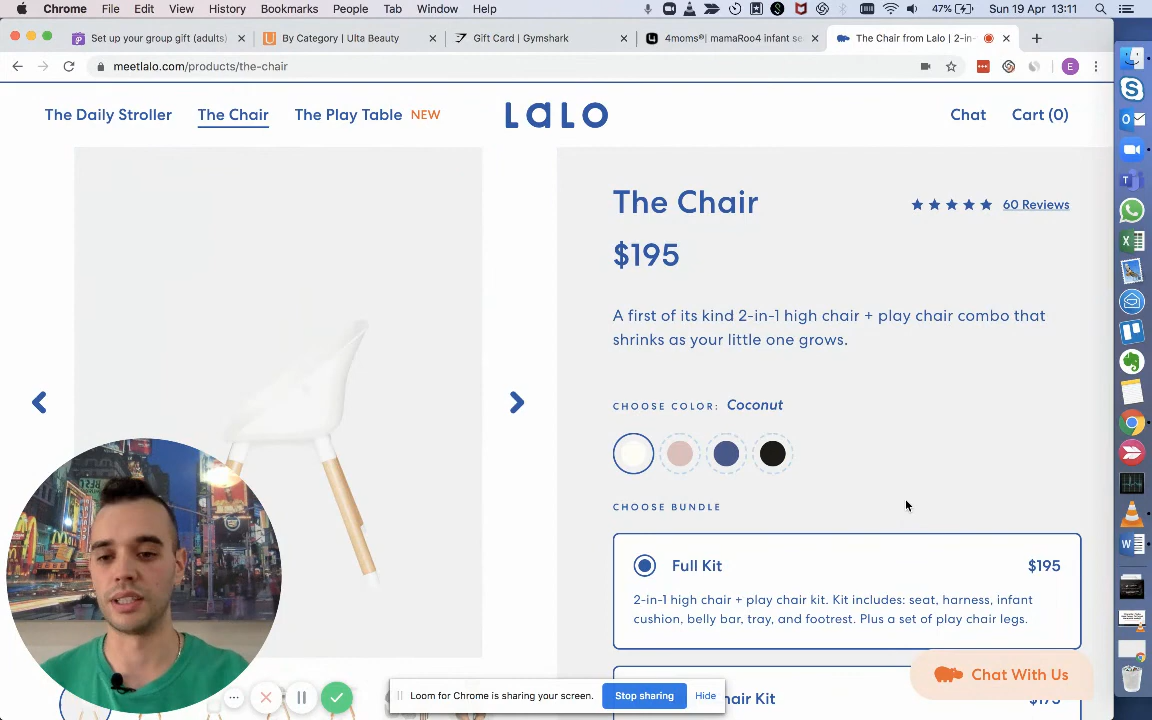 Chrome File Edit View History Bookmarks People Tab Window Help 47% Sun 19 Apr 13:11
Set up your group gift (adults) By Category | Ulta Beauty Gift Card | Gymshark 4moms®| mamaRoo4 infant se The Chair from Lalo | 2-in-
meetlalo.com/products/the-chair E
The Daily Stroller The Chair The Play Table NEW LaLO Chat Cart (0)
The Chair 60 Reviews
$195
A first of its kind 2-in-1 high chair + play chair combo that
shrinks as your little one grows.
CHOOSE COLOR: Coconut
CHOOSE BUNDLE
Full Kit $195
2-in-1 high chair + play chair kit. Kit includes: seat, harness, infant
cushion, belly bar, tray, and footrest. Plus a set of play chair legs.
Chat With Us
Loom for Chrome is sharing your screen. Stop sharing Hide
hair Kit $175